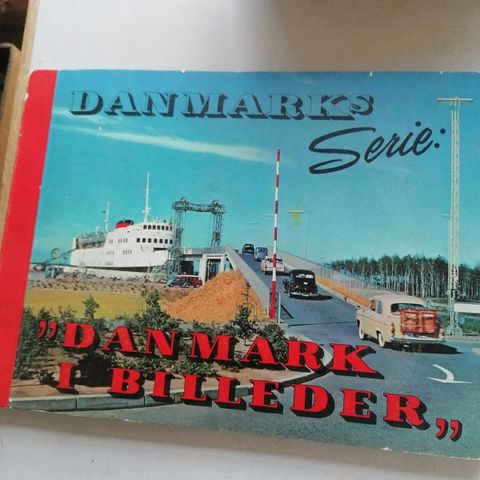 DANMARKS
Serie:
„DANMARK
I BILLEDER„